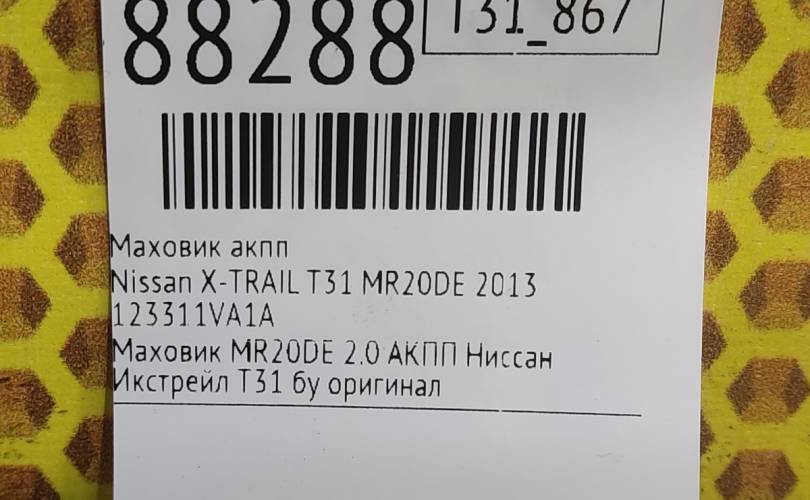 88288
T31_867
Маховик акпп
Nissan X-TRAIL T31 MR20DE 2013
123311VA1A
Маховик MR20DE 2.0 АКПП Ниссан
Икстрейл Т31 бу оригинал